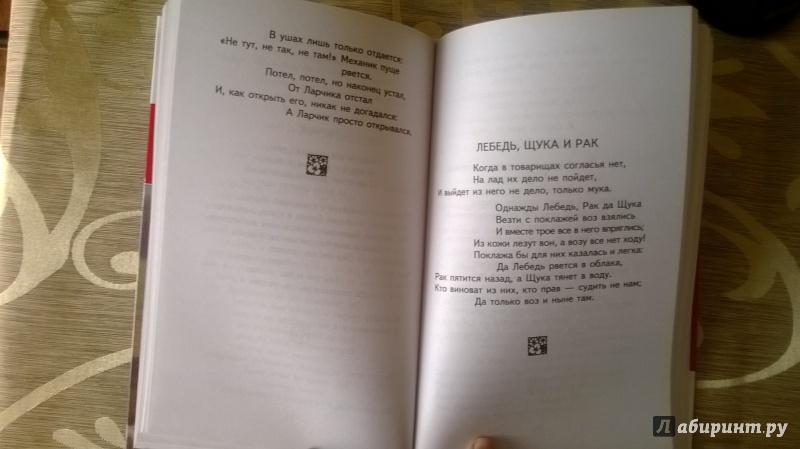 В ушах лишь только отдается:
«Не тут, не так, не там!» Механик пуще
рвется.
Потел, потел, но наконец устал,
От Ларчика отстал
И, как открыть его, никак не догадался:
А Ларчик просто открывался.
ЛЕБЕДЬ, ЩУКА И РАК
Когда в товарищах согласья нет,
На лад их дело не пойдет,
И выйдет из него не дело, только мука.
Однажды Лебедь, Рак да Щука
Везти с поклажей воз взялись
И вместе трое все в него впряглись;
Из кожи лезут вон, а возу все нет ходу!
Поклажа бы для них казалась и легка:
Да Лебедь рвется в облака,
Рак пятится назад, а Щука тянет в воду.
Кто виноват из них, кто прав — судить не нам;
Да только воз и ныне там.
Лабиринт.ру